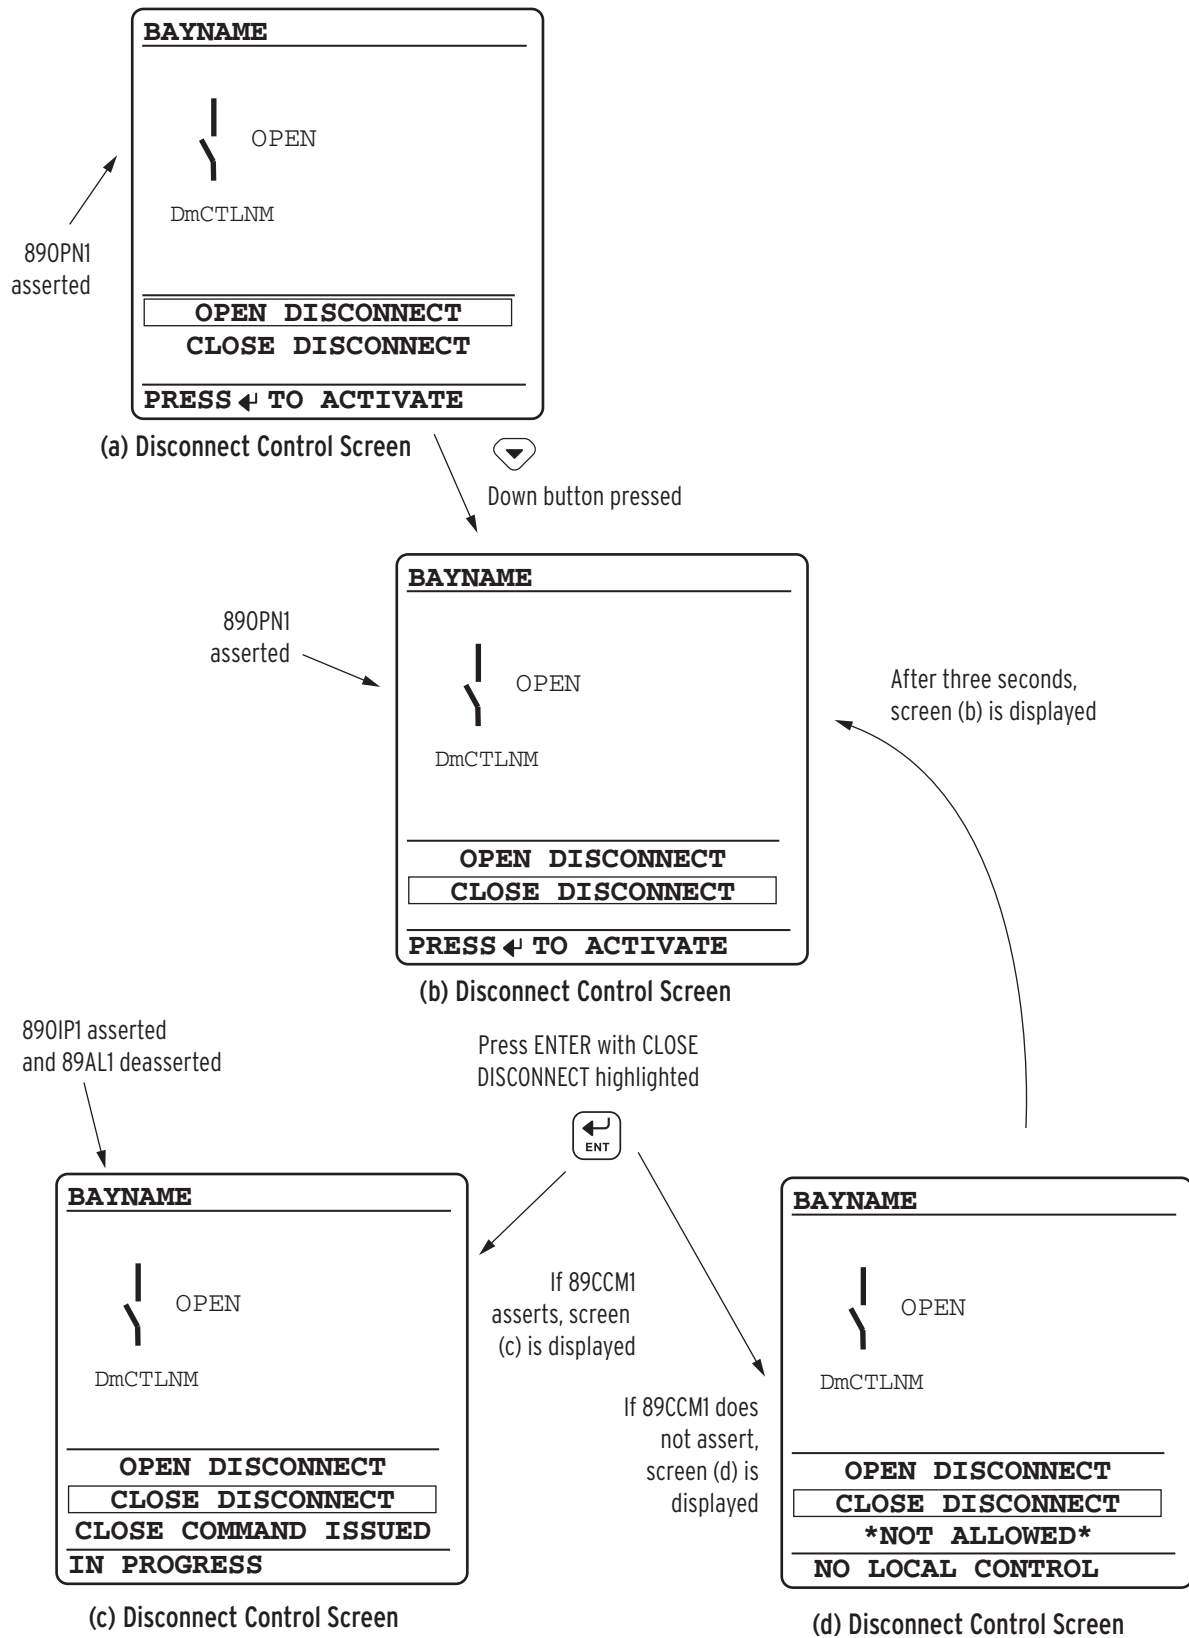 BAYNAME
OPEN
DmCTLNM
89OPN1
asserted
OPEN DISCONNECT
CLOSE DISCONNECT
PRESS TO ACTIVATE
(a) Disconnect Control Screen
Down button pressed
BAYNAME
89OPN1
asserted
OPEN
DmCTLNM
After three seconds,
screen (b) is displayed
OPEN DISCONNECT
CLOSE DISCONNECT
PRESS TO ACTIVATE
(b) Disconnect Control Screen
89OIP1 asserted
and 89AL1 deasserted
Press ENTER with CLOSE
DISCONNECT highlighted
ENT
BAYNAME
OPEN
DmCTLNM
If 89CCM1
asserts, screen
(c) is displayed
OPEN DISCONNECT
CLOSE DISCONNECT
CLOSE COMMAND ISSUED
IN PROGRESS
(c) Disconnect Control Screen
If 89CCM1 does
not assert,
screen (d) is
displayed
BAYNAME
OPEN
DmCTLNM
OPEN DISCONNECT
CLOSE DISCONNECT
*NOT ALLOWED*
NO LOCAL CONTROL
(d) Disconnect Control Screen